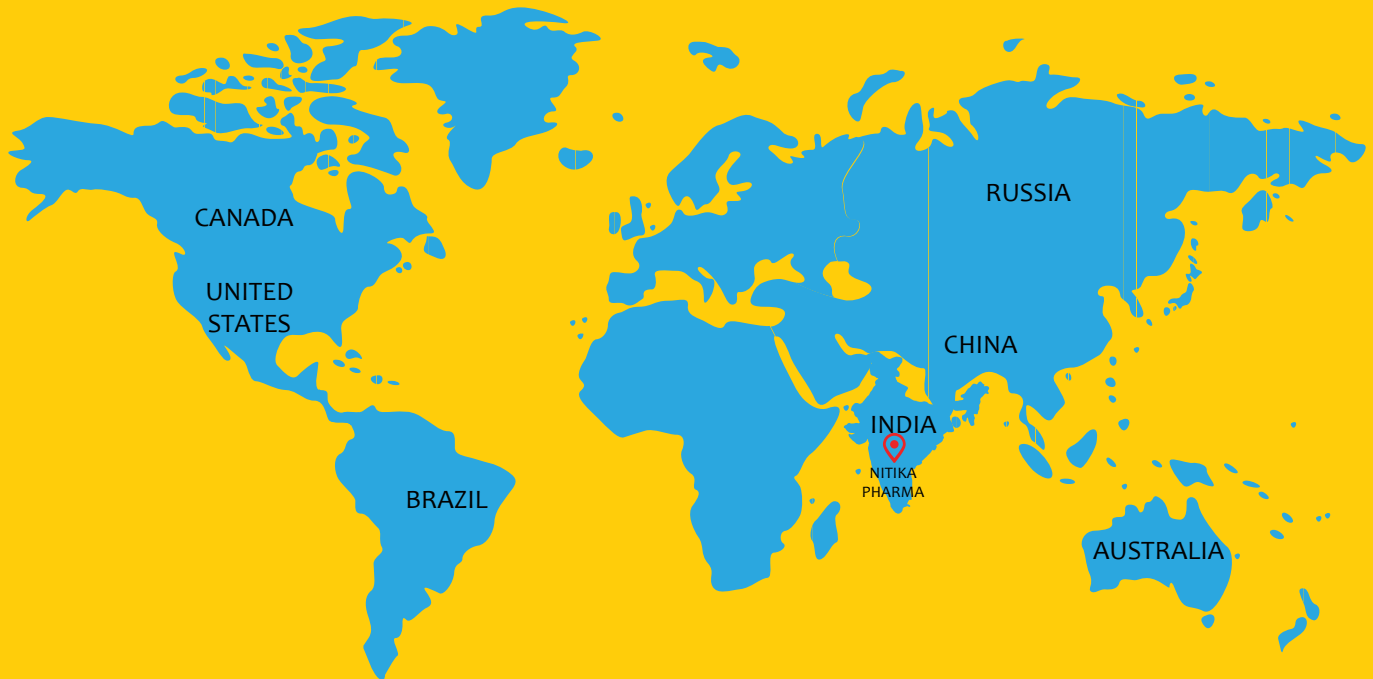 RUSSIA
CANADA
UNITED
STATES
CHINA
INDIA
NITIKA
PHARMA
BRAZIL
AUSTRALIA